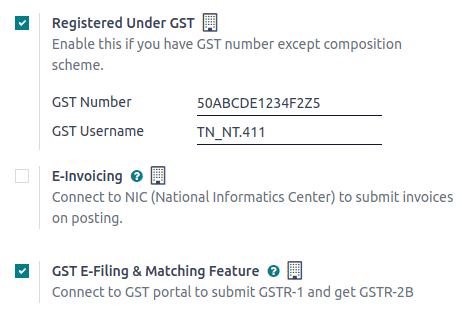 Registered Under GST
Enable this if you have GST number except composition
scheme.
GST Number 50ABCDE1234F2Z5
GST Username TN_NT.411
E-Invoicing ?
Connect to NIC (National Informatics Center) to submit invoices
on posting.
GST E-Filing & Matching Feature ?
Connect to GST portal to submit GSTR-1 and get GSTR-2B